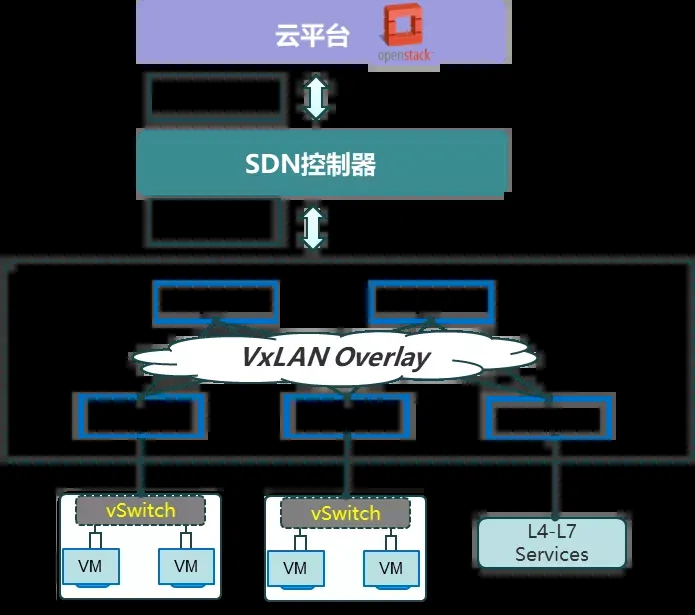 云平台
openstack
SDN控制器
VxLAN Overlay
vSwitch
vSwitch
VM
VM
VM
VM
L4-L7
Services